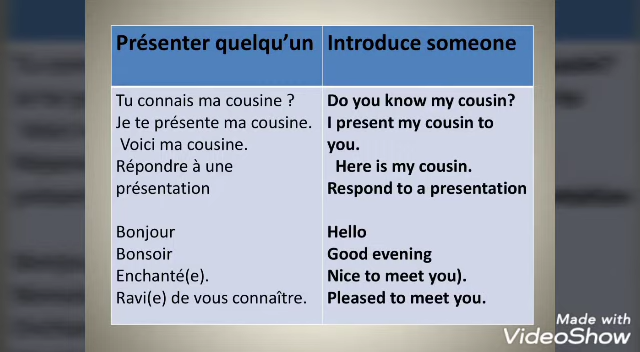 Présenter quelqu'un
Introduce someone
Tu connais ma cousine ?
Je te présente ma cousine.
Voici ma cousine.
Répondre à une
présentation
Bonjour
Bonsoir
Enchanté(e).
Ravi(e) de vous connaître.
Do you know my cousin?
I present my cousin to
you.
Here is my cousin.
Respond to a presentation
Hello
Good evening
Nice to meet you).
Pleased to meet you.
Made with
VideoShow